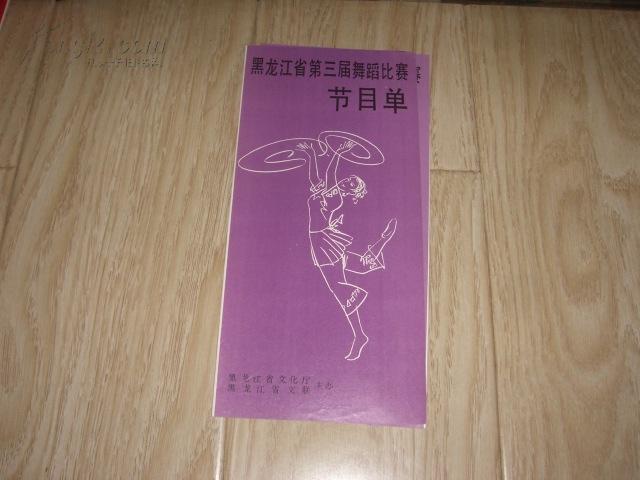 黑龙江省第三届舞蹈比赛
赛
节目单
黑龙江省文化厅
黑龙江省文联
主办